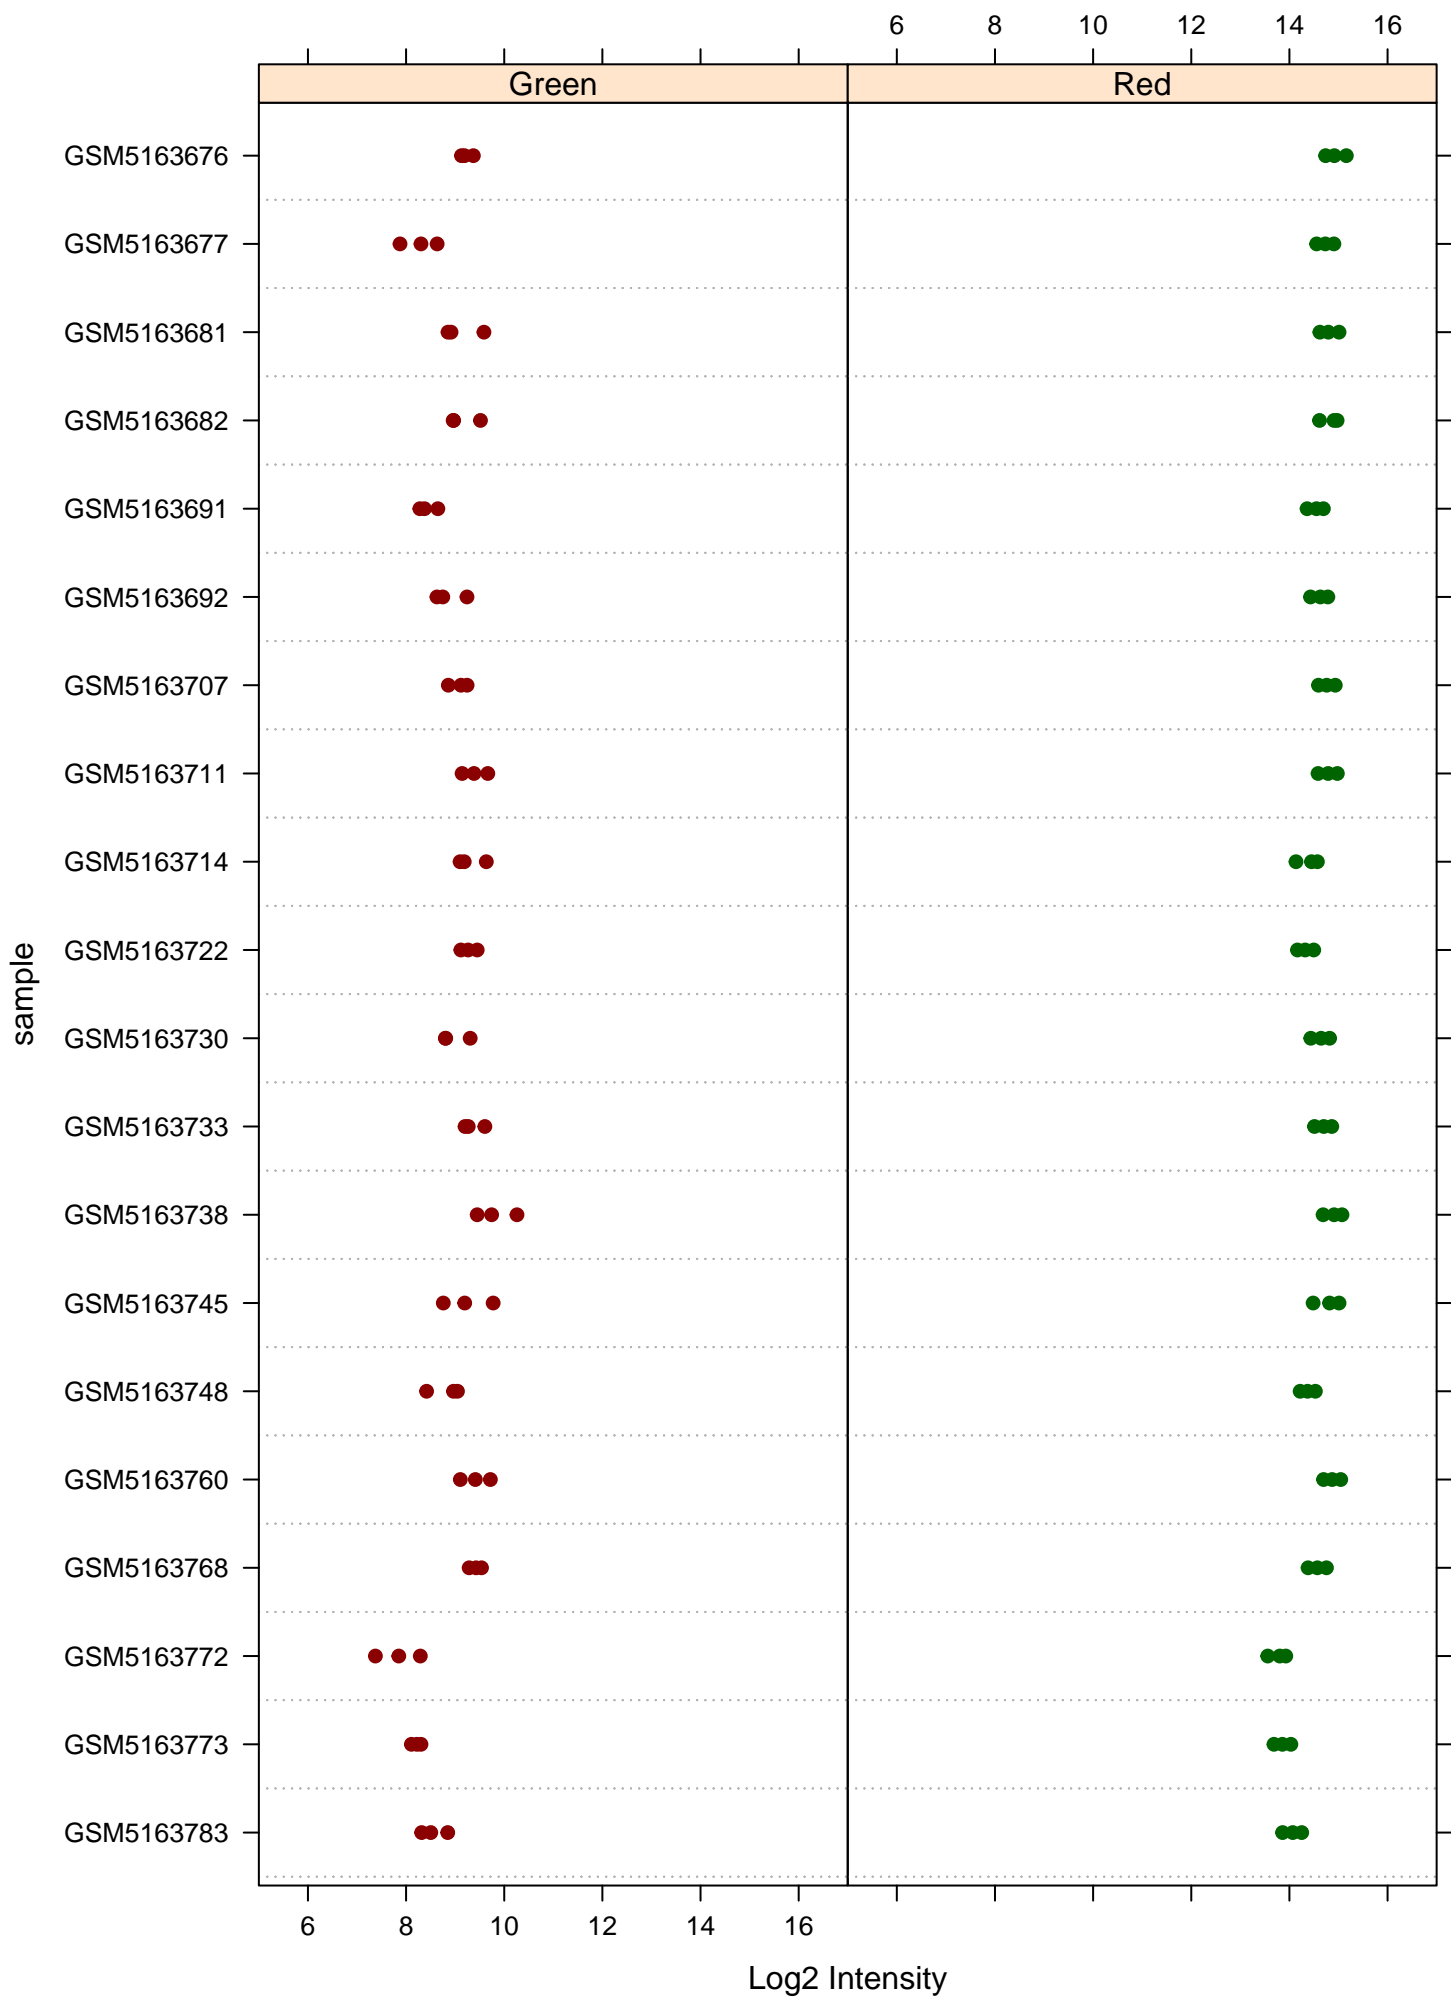 6 8 10 12 14 16
Green Red
GSM5163676
GSM5163677
GSM5163681
GSM5163682
GSM5163691
GSM5163692
GSM5163707
GSM5163711
GSM5163714
GSM5163722
GSM5163730
GSM5163733
GSM5163738
GSM5163745
GSM5163748
GSM5163760
GSM5163768
GSM5163772
GSM5163773
GSM5163783
sample
6 8 10 12 14 16
Log2 Intensity